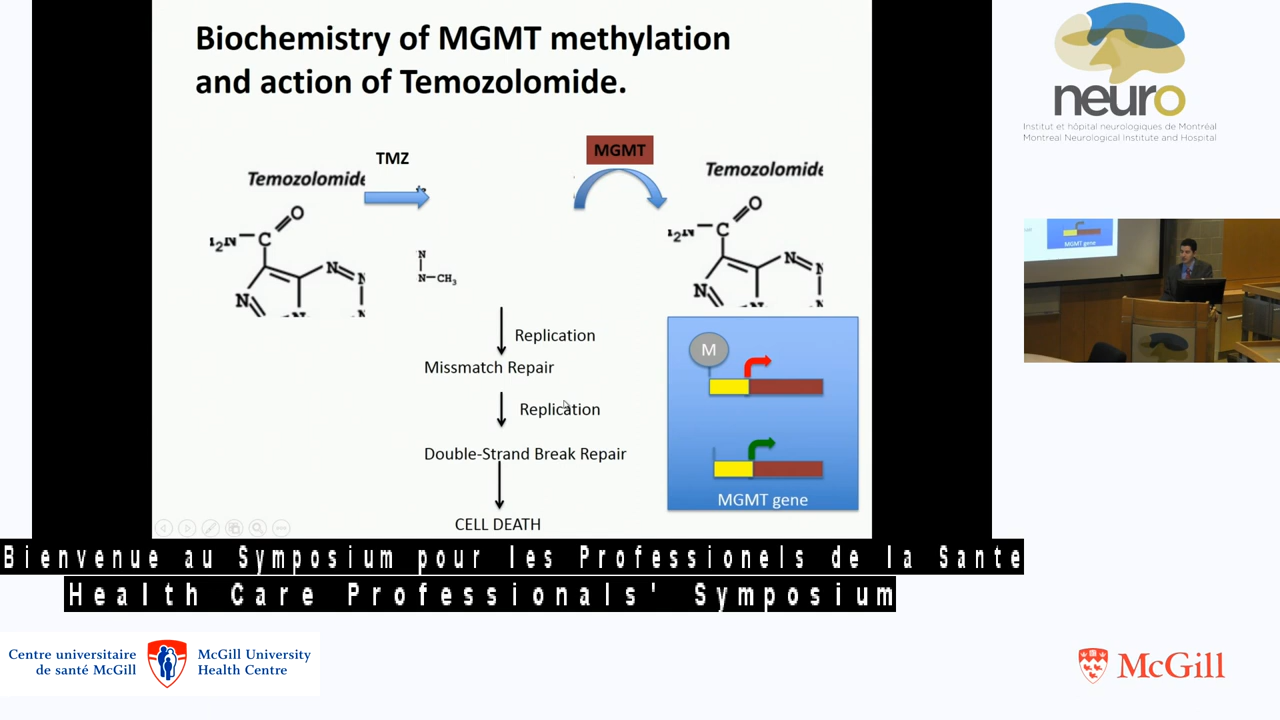 Biochemistry of MGMT methylation
and action of Temozolomide.
TMZ
MGMT
Temozolomide
Temozolomide
O
C
N
N
N
N
N
CH₃
O
C
N
N
N
Replication
Missmatch Repair
Replication
Double-Strand Break Repair
CELL DEATH
M
MGMT gene
Bienvenue au Symposium pour les Professionels de la Sante
Health Care Professionals' Symposium
neuro
Institut et hôpital neurologiques de Montréal
Montreal Neurological Institute and Hospital
MGMT gene
Centre universitaire
de santé McGill
McGill University
Health Centre
McGill